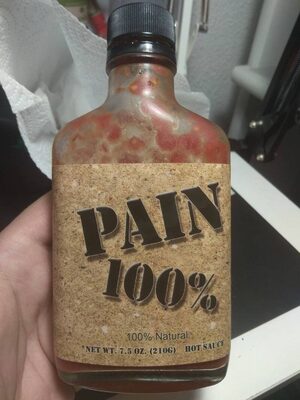 PAIN
100%
100% Natural
NET WT. 7.5 OZ. (210G) HOT SAUCE